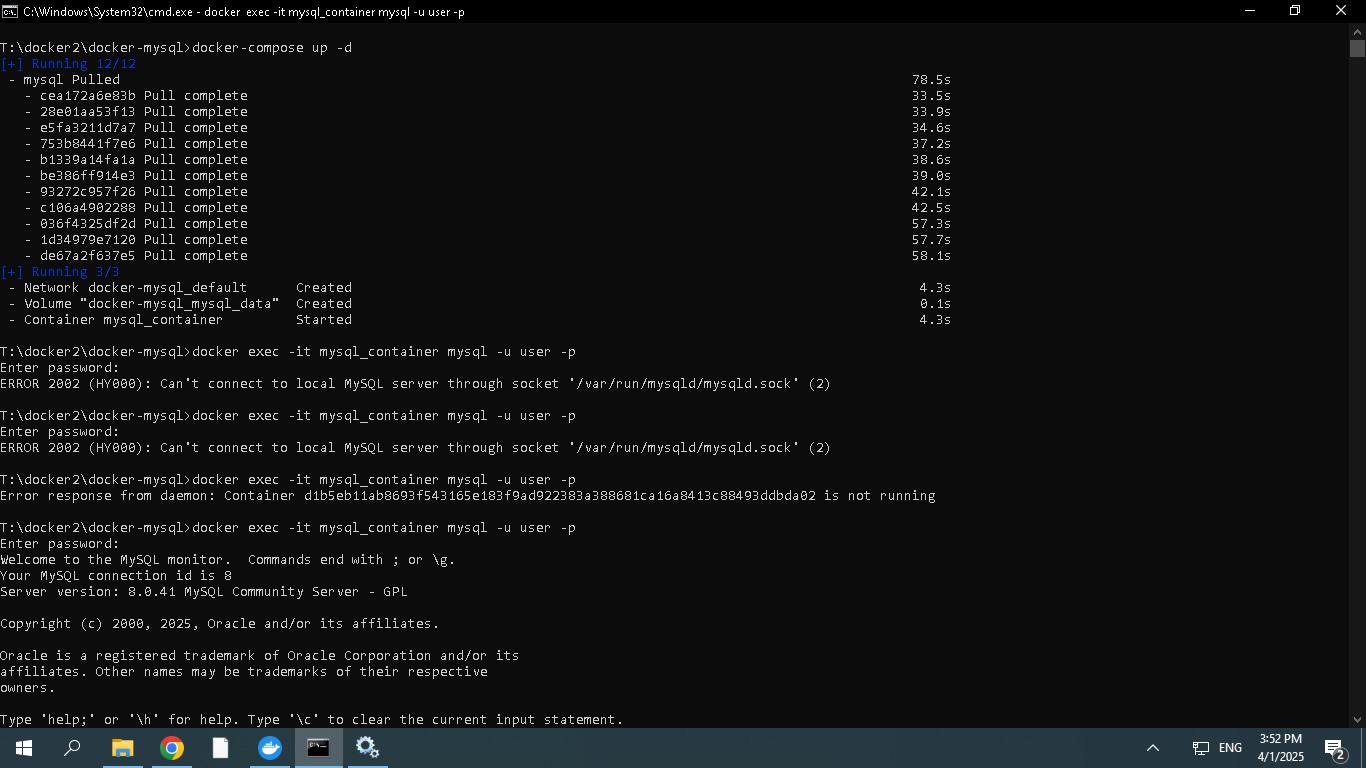 C:\Windows\System32\cmd.exe - docker exec -it mysql_container mysql -u user -p
T:\docker2\docker-mysql>docker-compose up -d
[+] Running 12/12
- mysql Pulled 78.5s
- cea172a6e83b Pull complete 33.5s
- 28e01aa53f13 Pull complete 33.9s
- e5fa3211d7a7 Pull complete 34.6s
- 753b8441f7e6 Pull complete 37.2s
- b1339a14fa1a Pull complete 38.6s
- be386ff914e3 Pull complete 39.0s
- 93272c957f26 Pull complete 42.1s
- c106a4902288 Pull complete 42.5s
- 036f4325df2d Pull complete 57.3s
- 1d34979e7120 Pull complete 57.7s
- de67a2f637e5 Pull complete 58.1s
[+] Running 3/3
- Network docker-mysql_default Created 4.3s
- Volume "docker-mysql_mysql_data" Created 0.1s
- Container mysql_container Started 4.3s
T:\docker2\docker-mysql>docker exec -it mysql_container mysql -u user -p
Enter password:
ERROR 2002 (HY000): Can't connect to local MySQL server through socket '/var/run/mysqld/mysqld.sock' (2)
T:\docker2\docker-mysql>docker exec -it mysql_container mysql -u user -p
Enter password:
ERROR 2002 (HY000): Can't connect to local MySQL server through socket '/var/run/mysqld/mysqld.sock' (2)
T:\docker2\docker-mysql>docker exec -it mysql_container mysql -u user -p
Error response from daemon: Container d1b5eb11ab8693f543165e183f9ad922383a388681ca16a8413c88493ddbda02 is not running
T:\docker2\docker-mysql>docker exec -it mysql_container mysql -u user -p
Enter password:
Welcome to the MySQL monitor.  Commands end with ; or \g.
Your MySQL connection id is 8
Server version: 8.0.41 MySQL Community Server - GPL
Copyright (c) 2000, 2025, Oracle and/or its affiliates.
Oracle is a registered trademark of Oracle Corporation and/or its
affiliates. Other names may be trademarks of their respective
owners.
Type 'help;' or '\h' for help. Type '\c' to clear the current input statement.
ENG
3:52 PM
4/1/2025
2